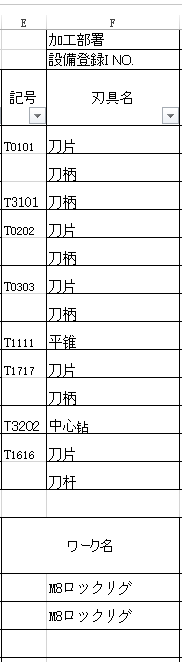 E F
加工部署
設備登録I NO.
記号 刃具名
T0101 刀片
刀柄
T3101 刀柄
T0202 刀片
刀柄
T0303 刀片
刀柄
T1111 平锥
T1717 刀片
刀柄
T3202 中心钻
T1616 刀片
刀杆
ワーク名
M8ロックリグ
M8ロックリグ